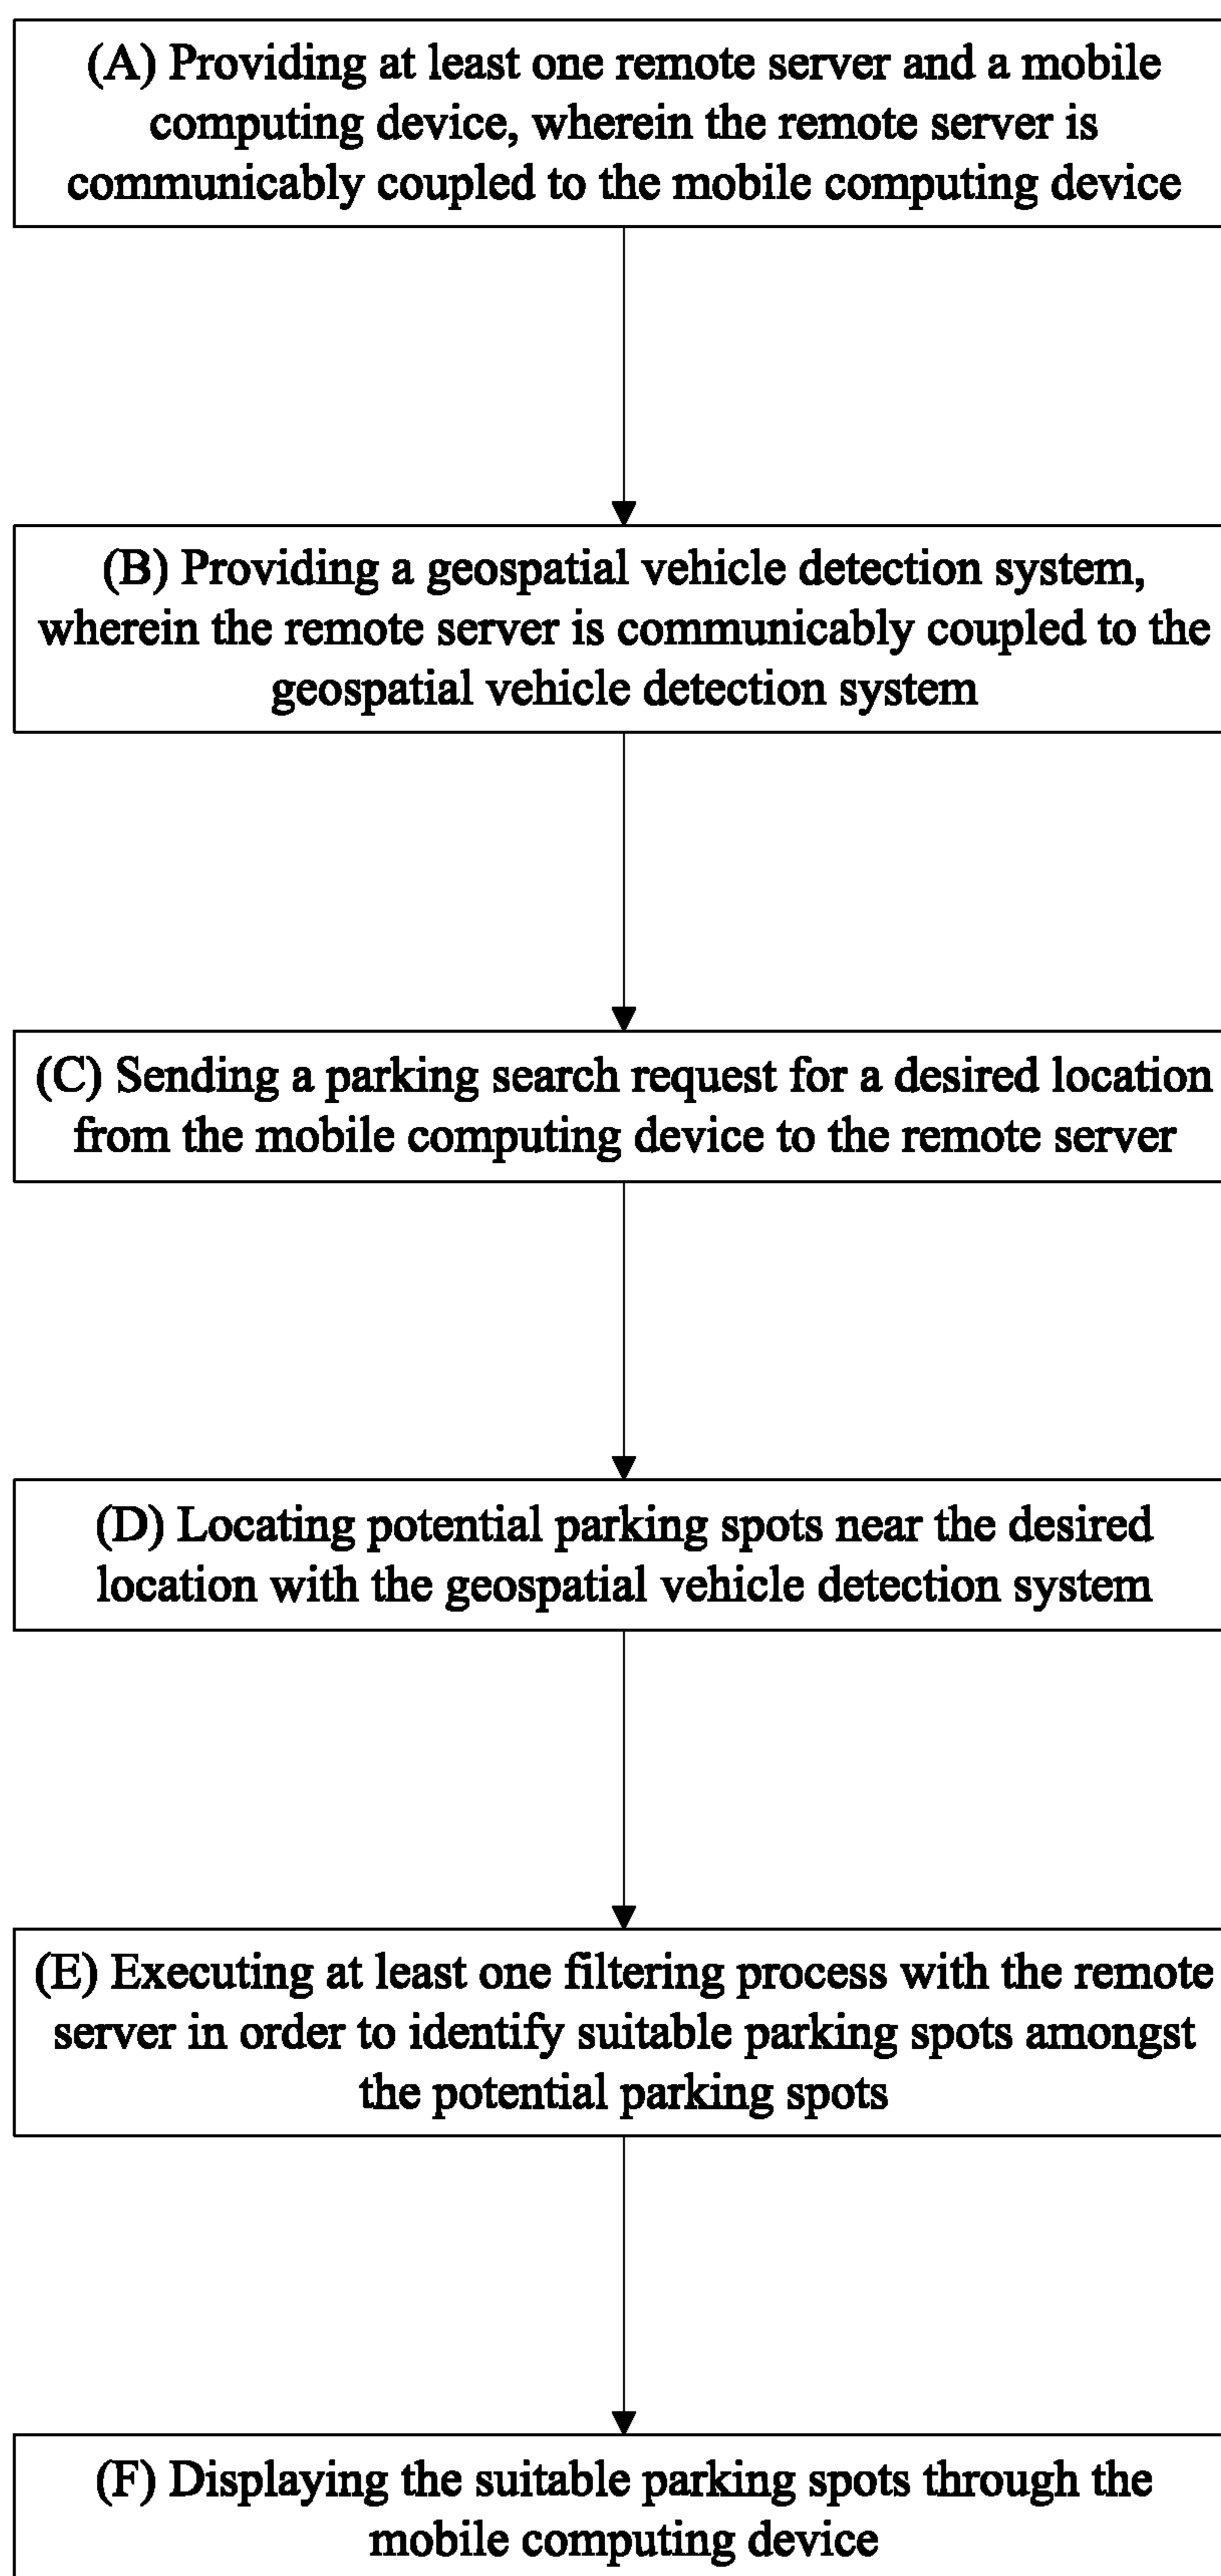 (A) Providing at least one remote server and a mobile
computing device, wherein the remote server is
communicably coupled to the mobile computing device
(B) Providing a geospatial vehicle detection system,
wherein the remote server is communicably coupled to the
geospatial vehicle detection system
(C) Sending a parking search request for a desired location
from the mobile computing device to the remote server
(D) Locating potential parking spots near the desired
location with the geospatial vehicle detection system
(E) Executing at least one filtering process with the remote
server in order to identify suitable parking spots amongst
the potential parking spots
(F) Displaying the suitable parking spots through the
mobile computing device